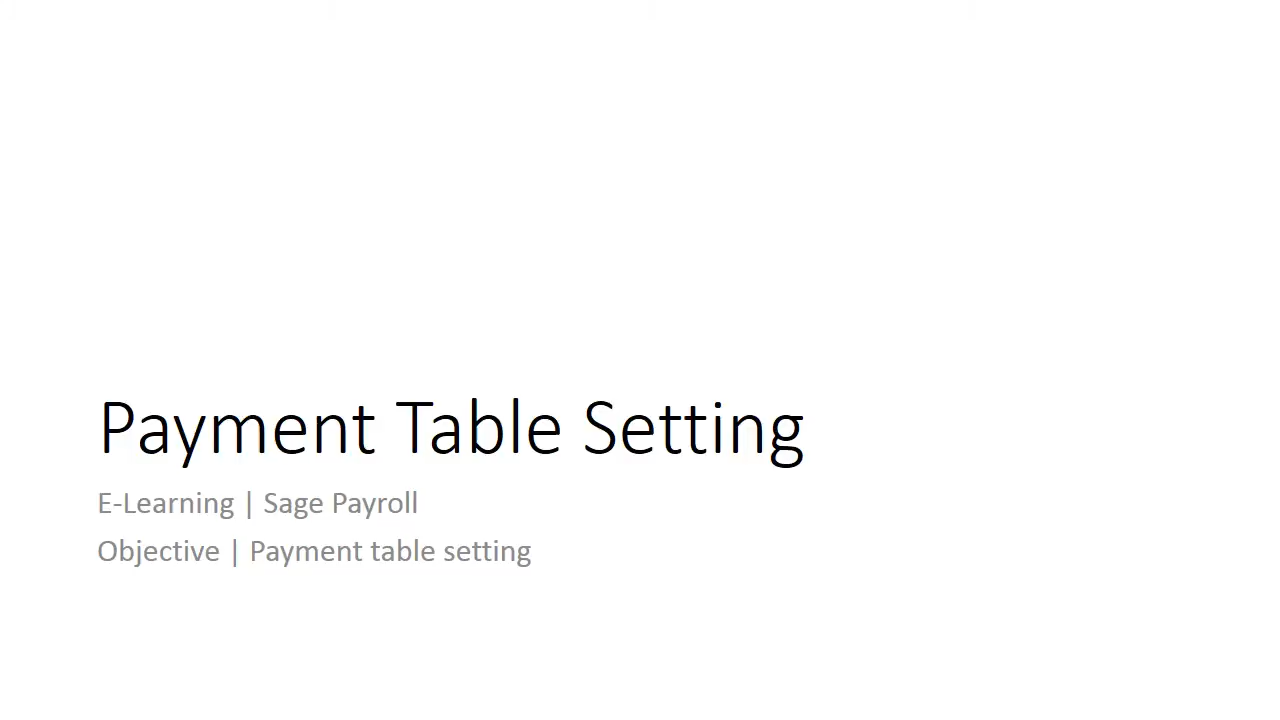 Payment Table Setting
E-Learning | Sage Payroll
Objective | Payment table setting